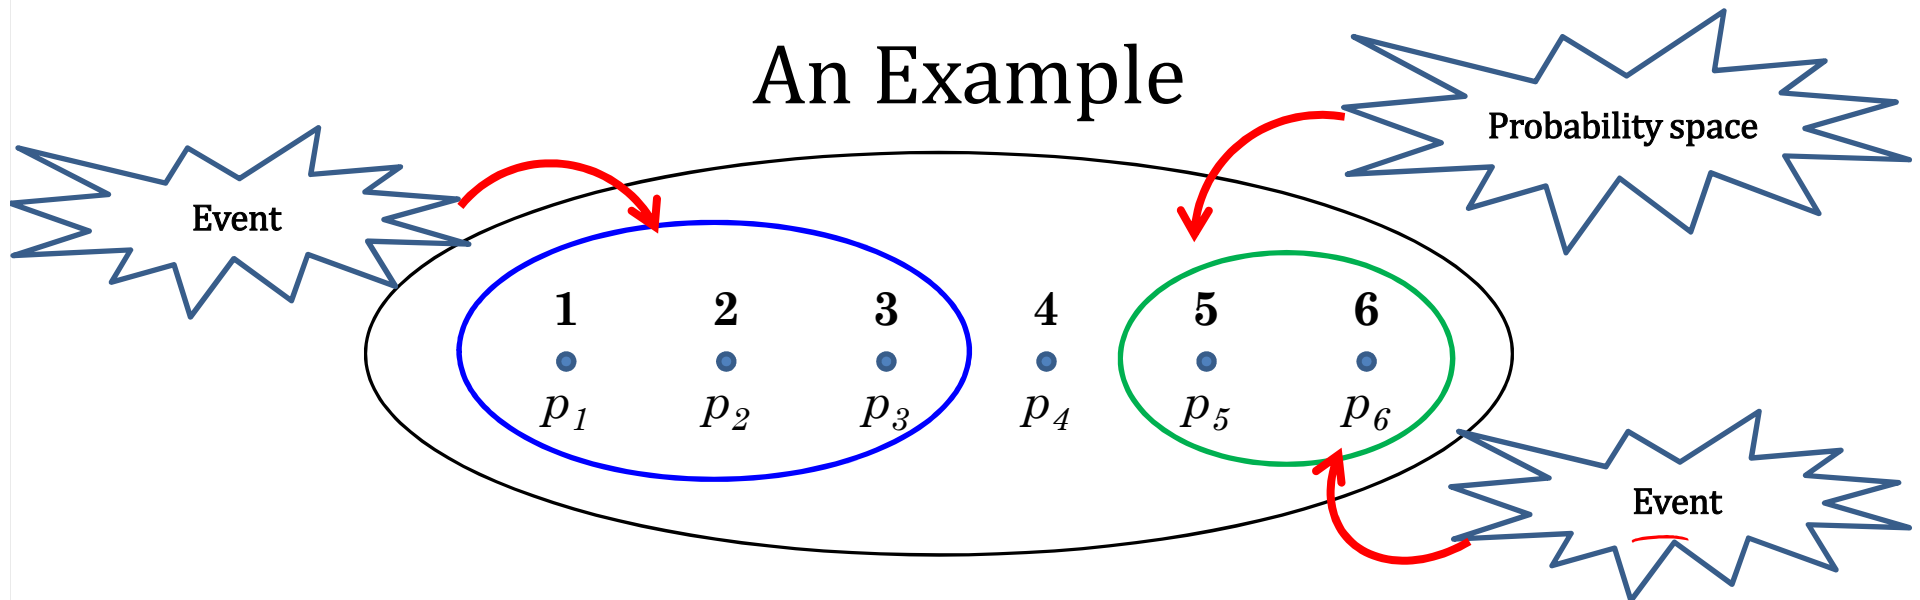 An Example
Probability space
Event
1 2 3 4 5 6
p1 p2 p3 p4 p5 p6
Event